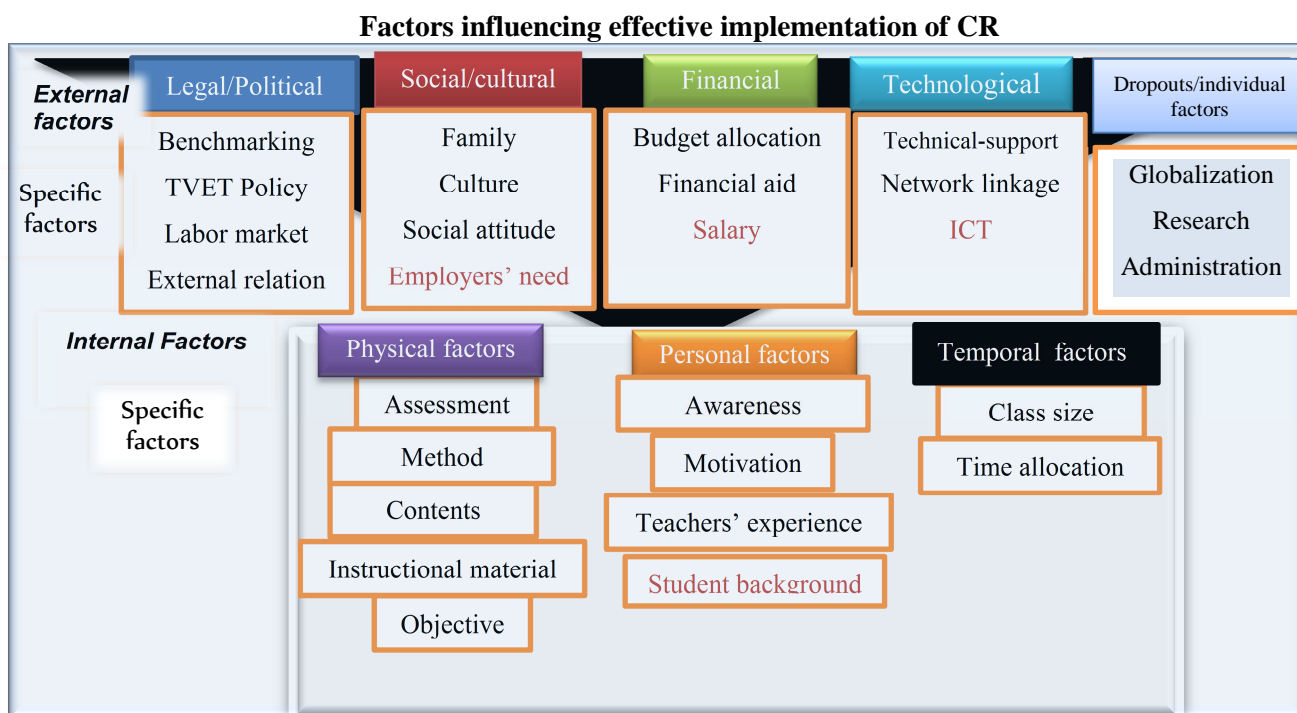 Factors influencing effective implementation of CR
External
factors
Legal/Political
Social/cultural
Financial
Technological
Dropouts/individual
factors
Specific
factors
Benchmarking
TVET Policy
Labor market
External relation
Family
Culture
Social attitude
Employers’ need
Budget allocation
Financial aid
Salary
Technical-support
Network linkage
ICT
Globalization
Research
Administration
Internal Factors
Specific
factors
Physical factors
Assessment
Method
Contents
Instructional material
Objective
Personal factors
Awareness
Motivation
Teachers’ experience
Student background
Temporal factors
Class size
Time allocation